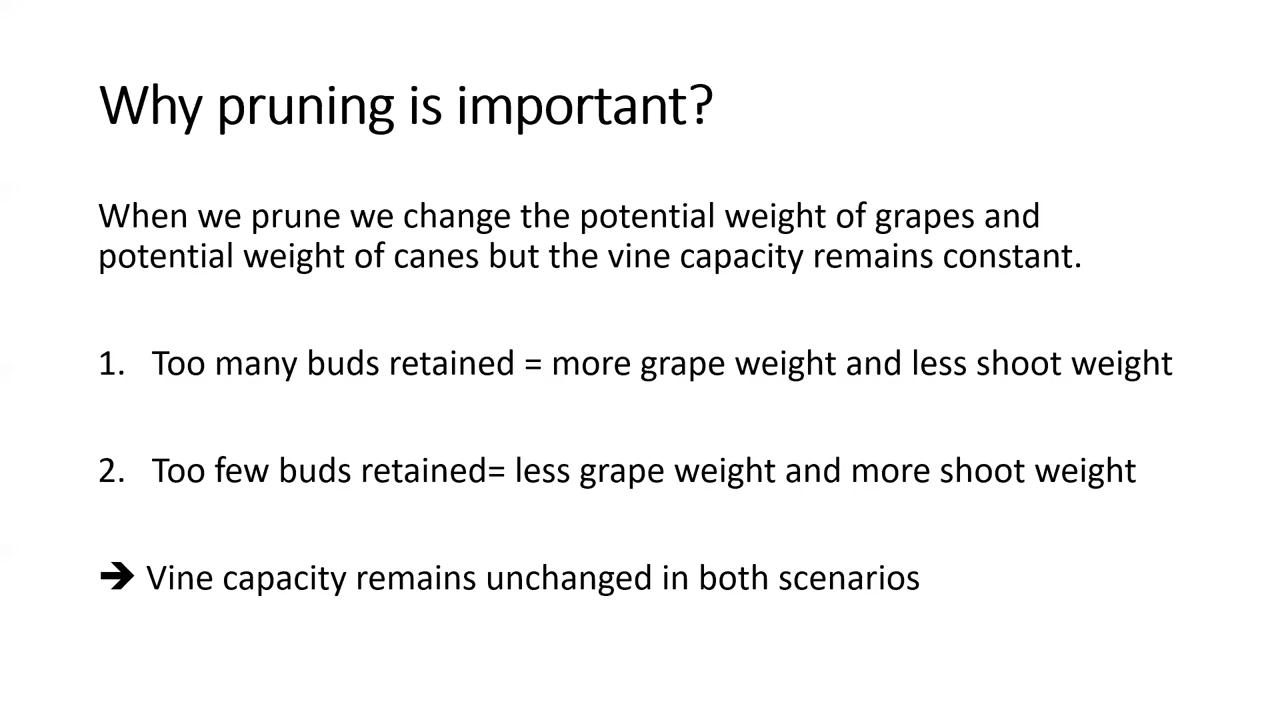 Why pruning is important?
When we prune we change the potential weight of grapes and
potential weight of canes but the vine capacity remains constant.
1. Too many buds retained = more grape weight and less shoot weight
2. Too few buds retained= less grape weight and more shoot weight
➔ Vine capacity remains unchanged in both scenarios